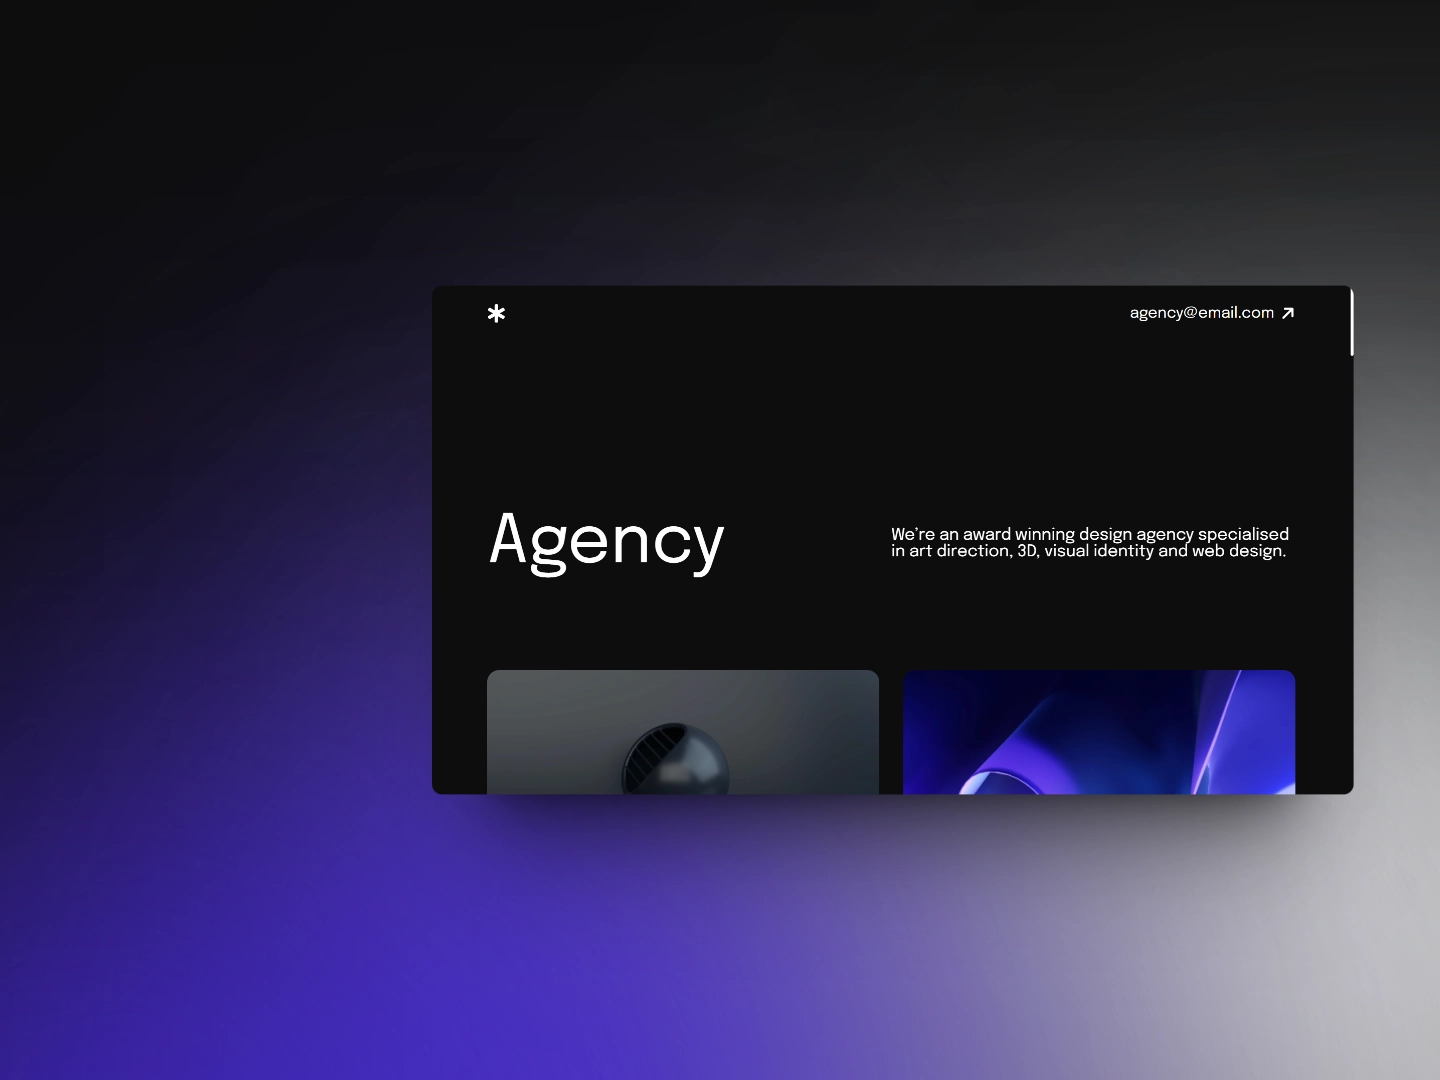 agency@email.com
Agency
We’re an award winning design agency specialised
in art direction, 3D, visual identity and web design.